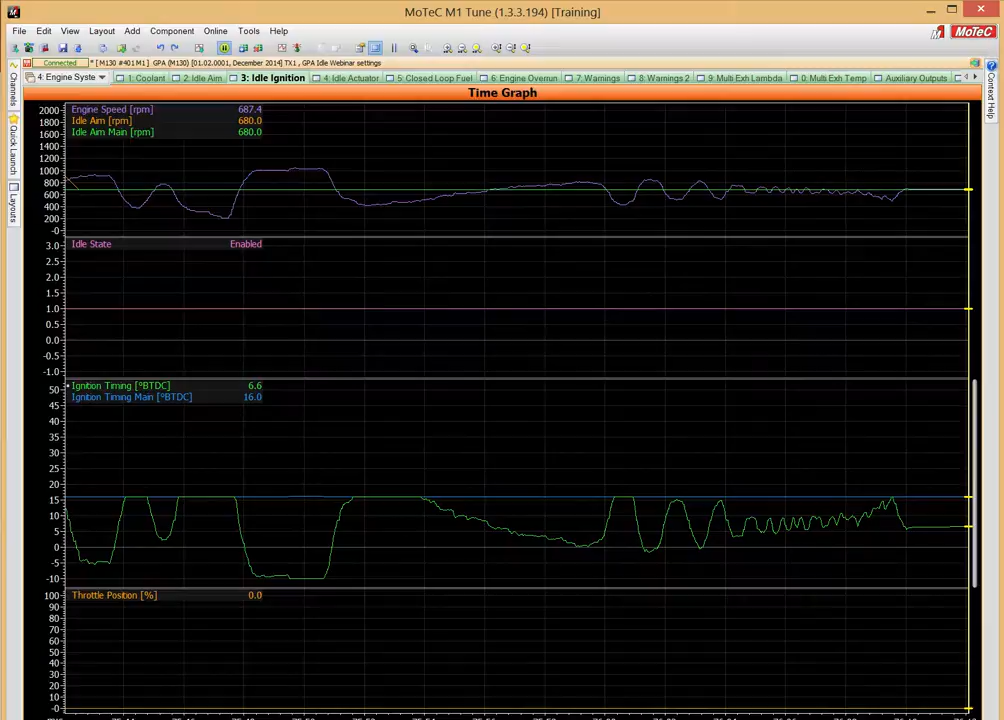 MoTeC M1 Tune (1.3.3.194) [Training]
File Edit View Layout Add Component Online Tools Help
M1 MoTeC
Connected * [ M130 #401 M1 ] GPA (M130) [01.02.0001, December 2014] TX1 , GPA Idle Webinar settings
4: Engine Syste 1: Coolant 2: Idle Aim 3: Idle Ignition 4: Idle Actuator 5: Closed Loop Fuel 6: Engine Overrun 7: Warnings 8: Warnings 2 9: Multi Exh Lambda 0: Multi Exh Temp Auxiliary Outputs
Channels
Quick Launch
Layouts
Context Help
Time Graph
Engine Speed [rpm] 687.4
Idle Aim [rpm] 680.0
Idle Aim Main [rpm] 680.0
2000
1800
1600
1400
1200
1000
800
600
400
200
-0
Idle State Enabled
3.0
2.5
2.0
1.5
1.0
0.5
0.0
-0.5
-1.0
Ignition Timing [°BTDC] 6.6
Ignition Timing Main [°BTDC] 16.0
50
45
40
35
30
25
20
15
10
5
0
-5
-10
Throttle Position [%] 0.0
100
90
80
70
60
50
40
30
20
10
-0